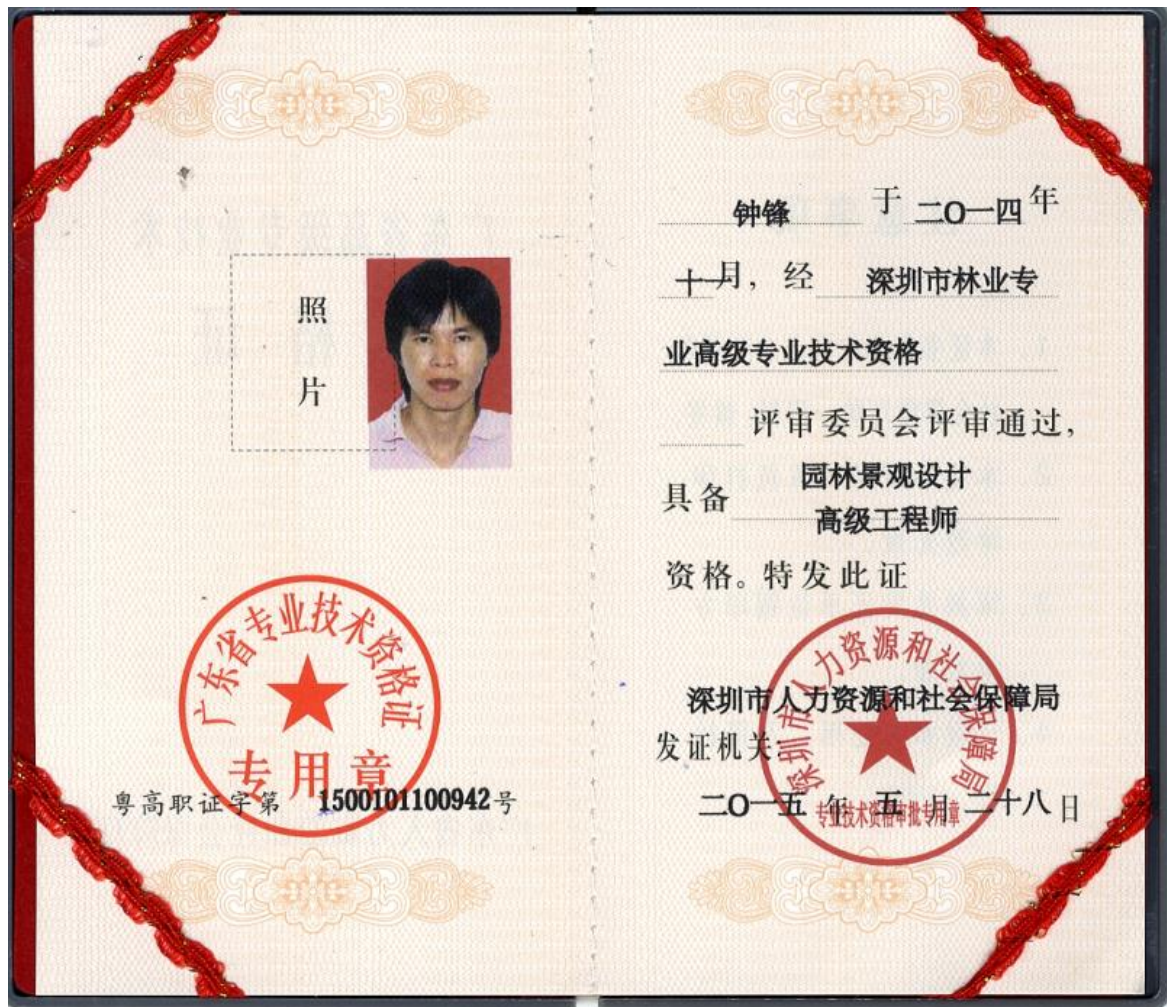 照
片
广东省专业技术资格证
专用章
粤高职证字第 1500101100942号
钟锋 于 二O一四年
十一月，经 深圳市林业专
业高级专业技术资格
评审委员会评审通过，
具备 园林景观设计
高级工程师
资格。特发此证
深圳市人力资源和社会保障局
发证机关：
深圳市人力资源和社会保障局
专业技术资格审批专用章
二O一五 年 五 月 二十八 日